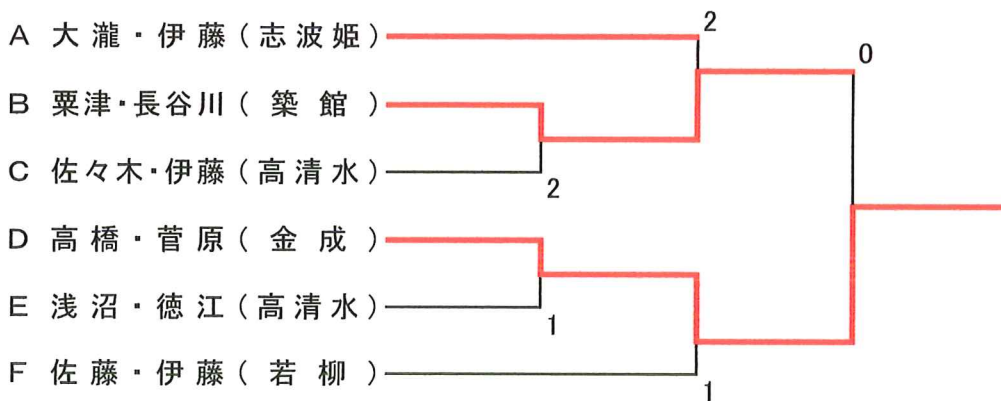 A 大瀧・伊藤(志波姫) 2
0
B 粟津・長谷川(築館)
C 佐々木・伊藤(高清水) 2
D 高橋・菅原(金成)
E 浅沼・徳江(高清水) 1
F 佐藤・伊藤(若柳) 1